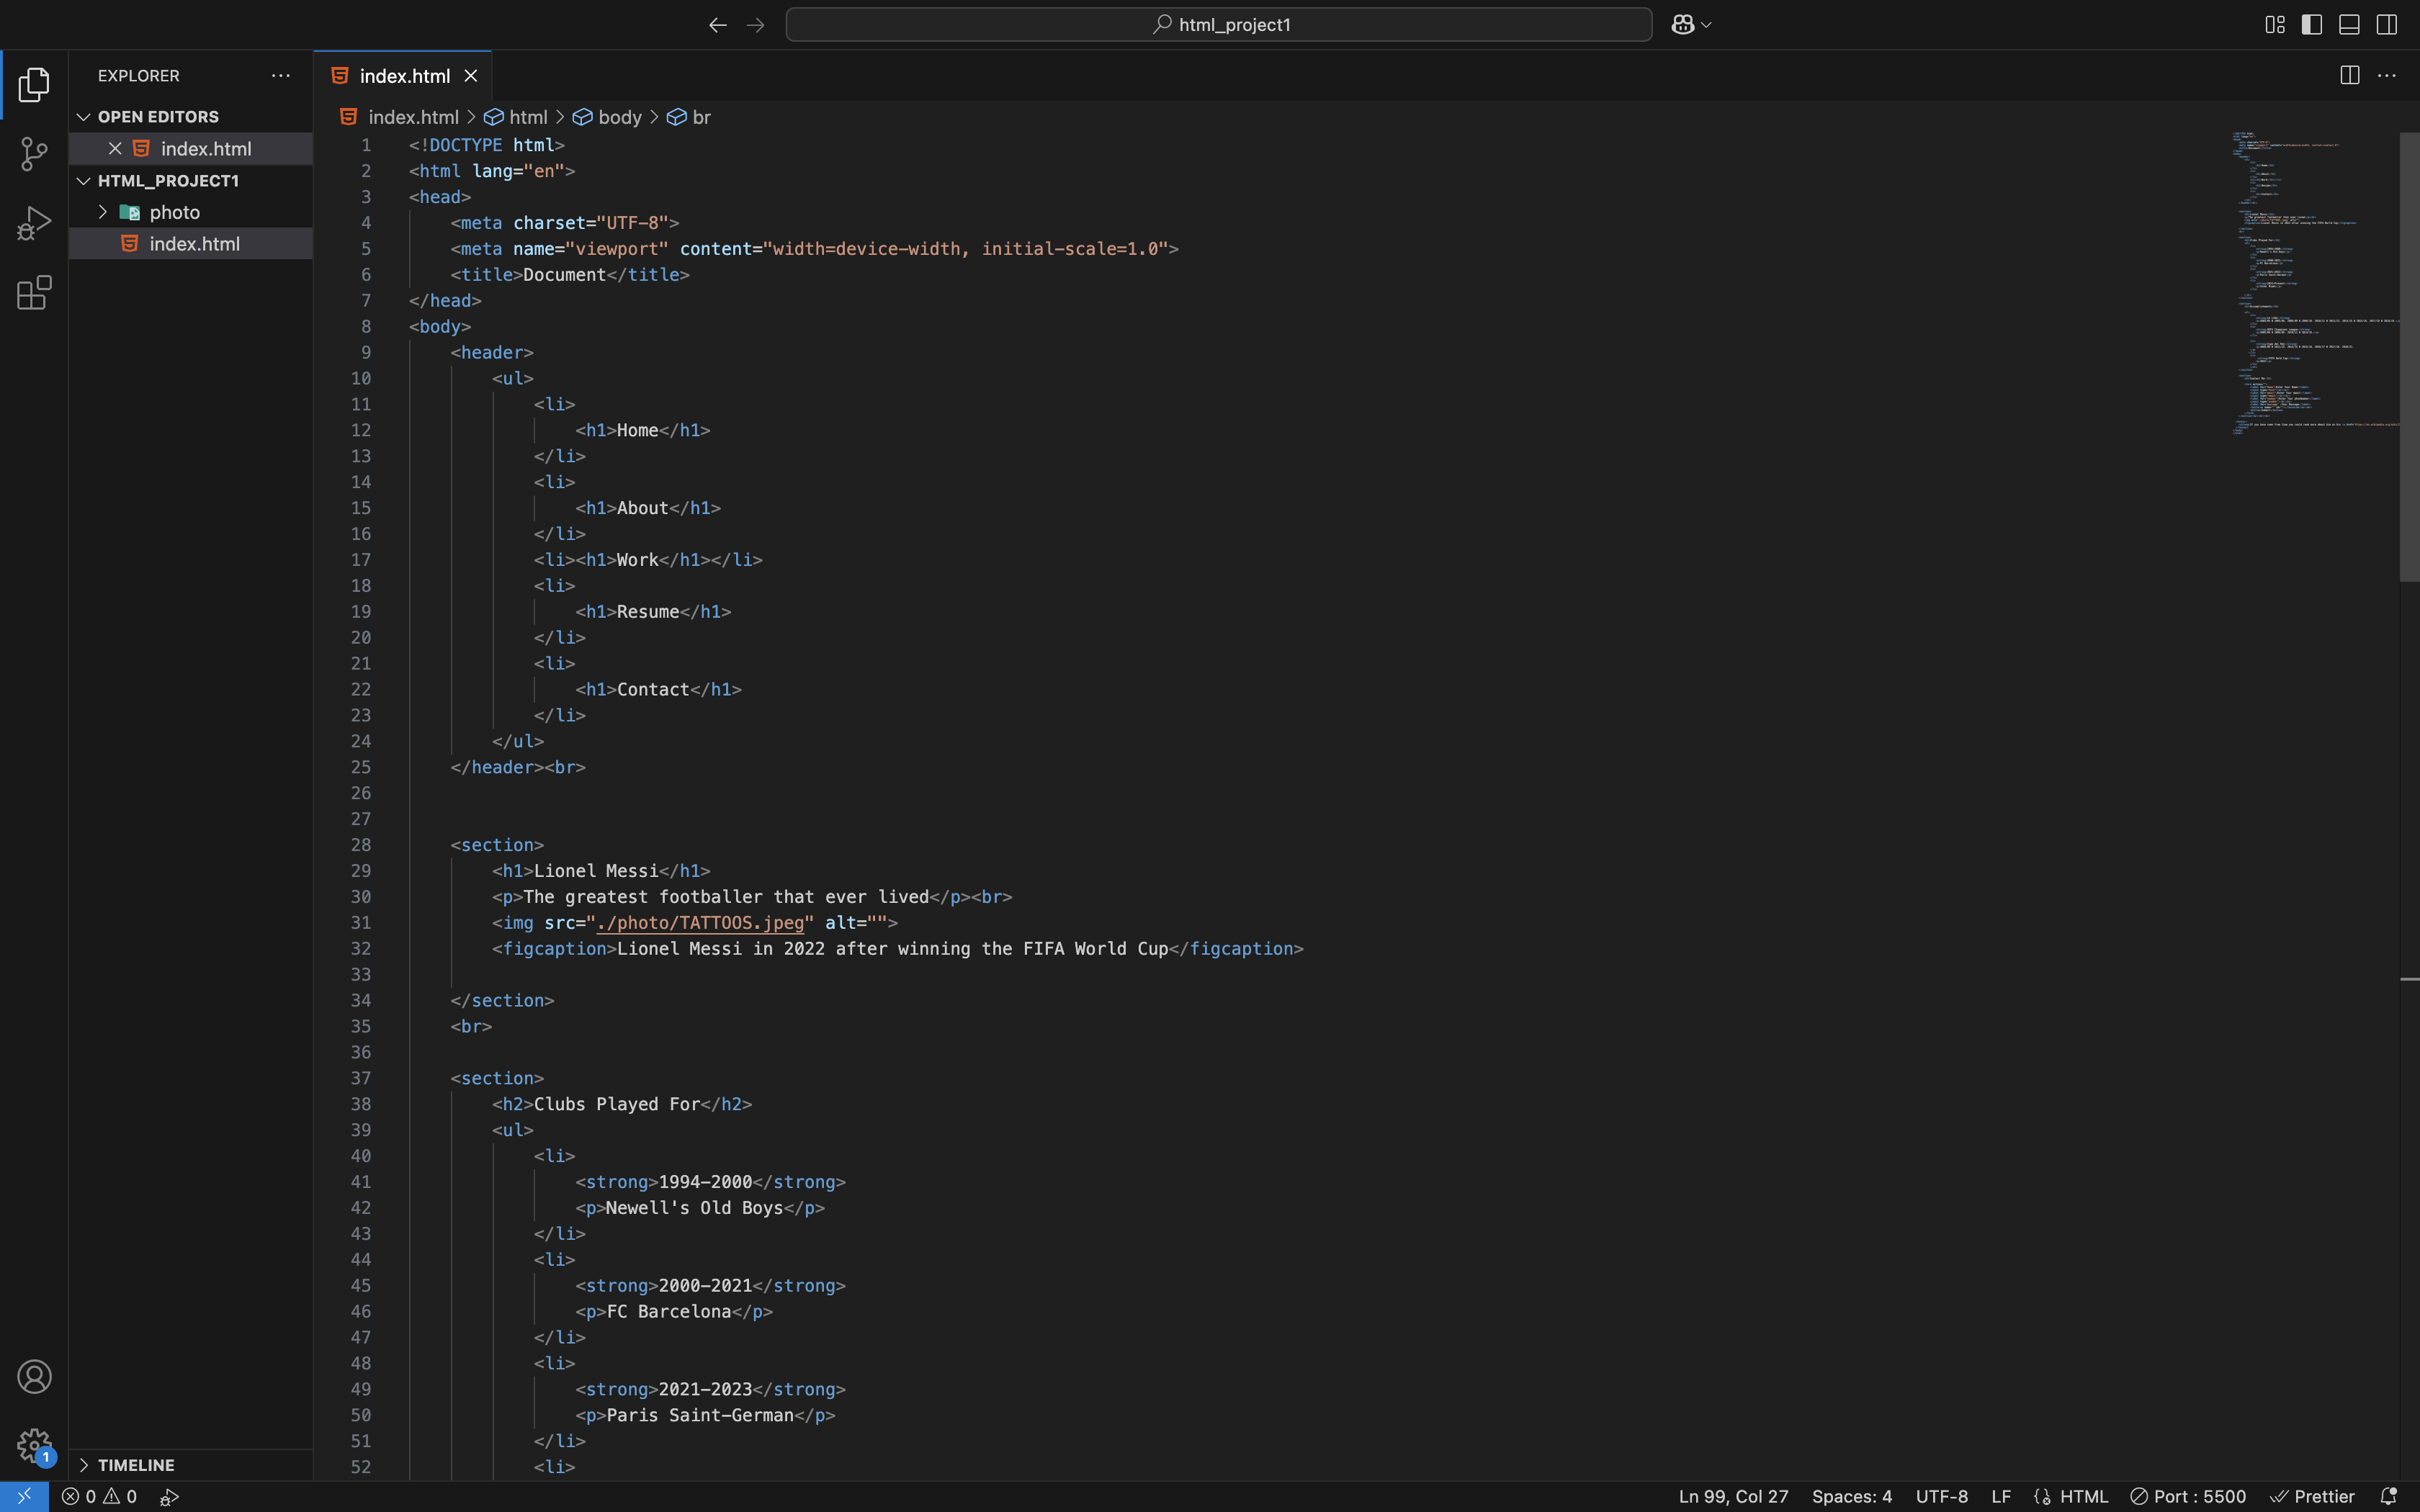 html_project1
EXPLORER
index.html
OPEN EDITORS
index.html
HTML_PROJECT1
photo
index.html
TIMELINE
index.html > html > body > br
1 <!DOCTYPE html>
2 <html lang="en">
3 <head>
4 <meta charset="UTF-8">
5 <meta name="viewport" content="width=device-width, initial-scale=1.0">
6 <title>Document</title>
7 </head>
8 <body>
9 <header>
10 <ul>
11 <li>
12 <h1>Home</h1>
13 </li>
14 <li>
15 <h1>About</h1>
16 </li>
17 <li><h1>Work</h1></li>
18 <li>
19 <h1>Resume</h1>
20 </li>
21 <li>
22 <h1>Contact</h1>
23 </li>
24 </ul>
25 </header><br>
26
27
28 <section>
29 <h1>Lionel Messi</h1>
30 <p>The greatest footballer that ever lived</p><br>
31 <img src="./photo/TATTOOS.jpeg" alt="">
32 <figcaption>Lionel Messi in 2022 after winning the FIFA World Cup</figcaption>
33
34 </section>
35 <br>
36
37 <section>
38 <h2>Clubs Played For</h2>
39 <ul>
40 <li>
41 <strong>1994-2000</strong>
42 <p>Newell's Old Boys</p>
43 </li>
44 <li>
45 <strong>2000-2021</strong>
46 <p>FC Barcelona</p>
47 </li>
48 <li>
49 <strong>2021-2023</strong>
50 <p>Paris Saint-German</p>
51 </li>
52 <li>
1
0 0
Ln 99, Col 27 Spaces: 4 UTF-8 LF HTML Port : 5500 Prettier